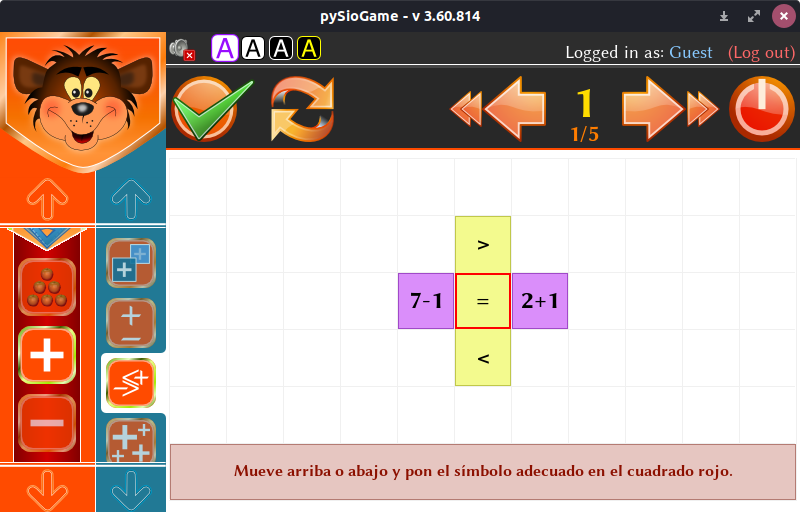 pySioGame - v 3.60.814
A A A A
Logged in as: Guest (Log out)
1
1/5
>
7-1 = 2+1
<
Mueve arriba o abajo y pon el símbolo adecuado en el cuadrado rojo.